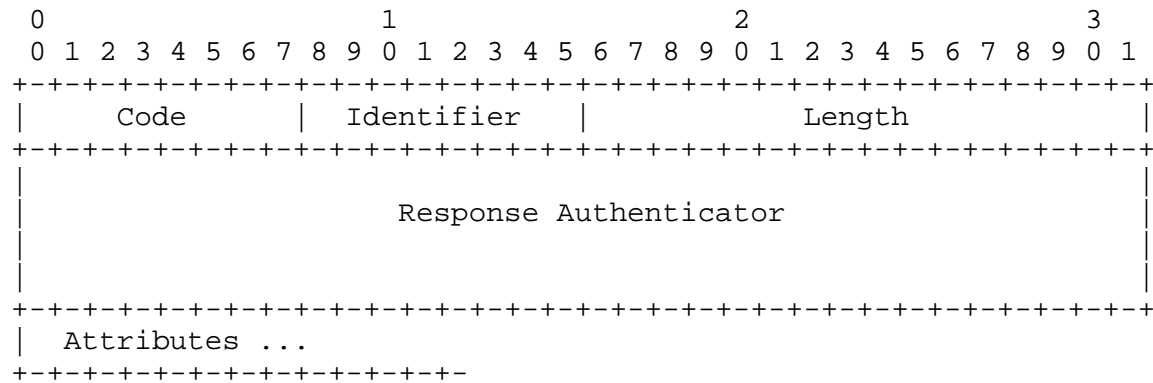 0                   1                   2                   3
 0 1 2 3 4 5 6 7 8 9 0 1 2 3 4 5 6 7 8 9 0 1 2 3 4 5 6 7 8 9 0 1
+-+-+-+-+-+-+-+-+-+-+-+-+-+-+-+-+-+-+-+-+-+-+-+-+-+-+-+-+-+-+-+-+
|     Code      |  Identifier   |            Length             |
+-+-+-+-+-+-+-+-+-+-+-+-+-+-+-+-+-+-+-+-+-+-+-+-+-+-+-+-+-+-+-+-+
|                                                               |
|                     Response Authenticator                    |
|                                                               |
|                                                               |
+-+-+-+-+-+-+-+-+-+-+-+-+-+-+-+-+-+-+-+-+-+-+-+-+-+-+-+-+-+-+-+-+
|  Attributes ...
+-+-+-+-+-+-+-+-+-+-+-+-+-